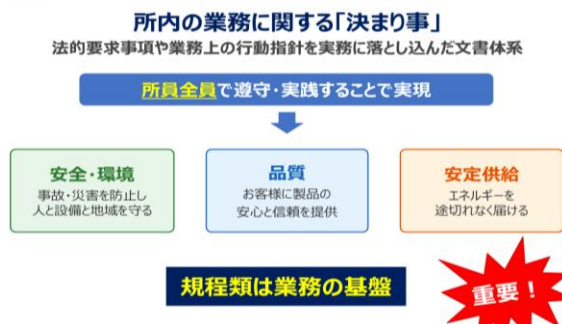 所内の業務に関する「決まり事」
法的要求事項や業務上の行動指針を実務に落とし込んだ文書体系
所員全員で遵守・実践することで実現
安全・環境
事故・災害を防止し
人と設備と地域を守る
品質
お客様に製品の
安心と信頼を提供
安定供給
エネルギーを
途切れなく届ける
規程類は業務の基盤
重要！